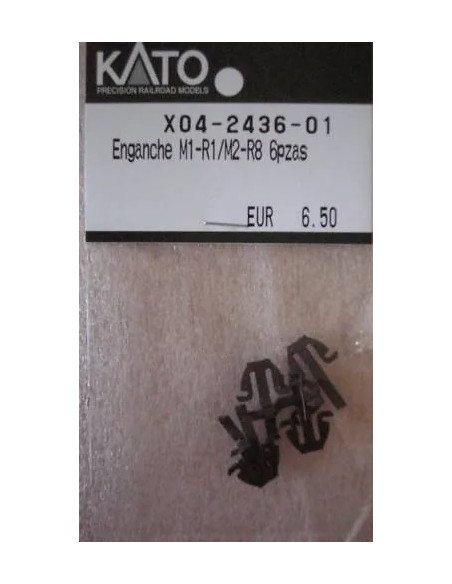 KATO
PRECISION RAILROAD MODELS
X04-2436-01
Enganche M1-R1/M2-R8 6pzas
EUR 6.50